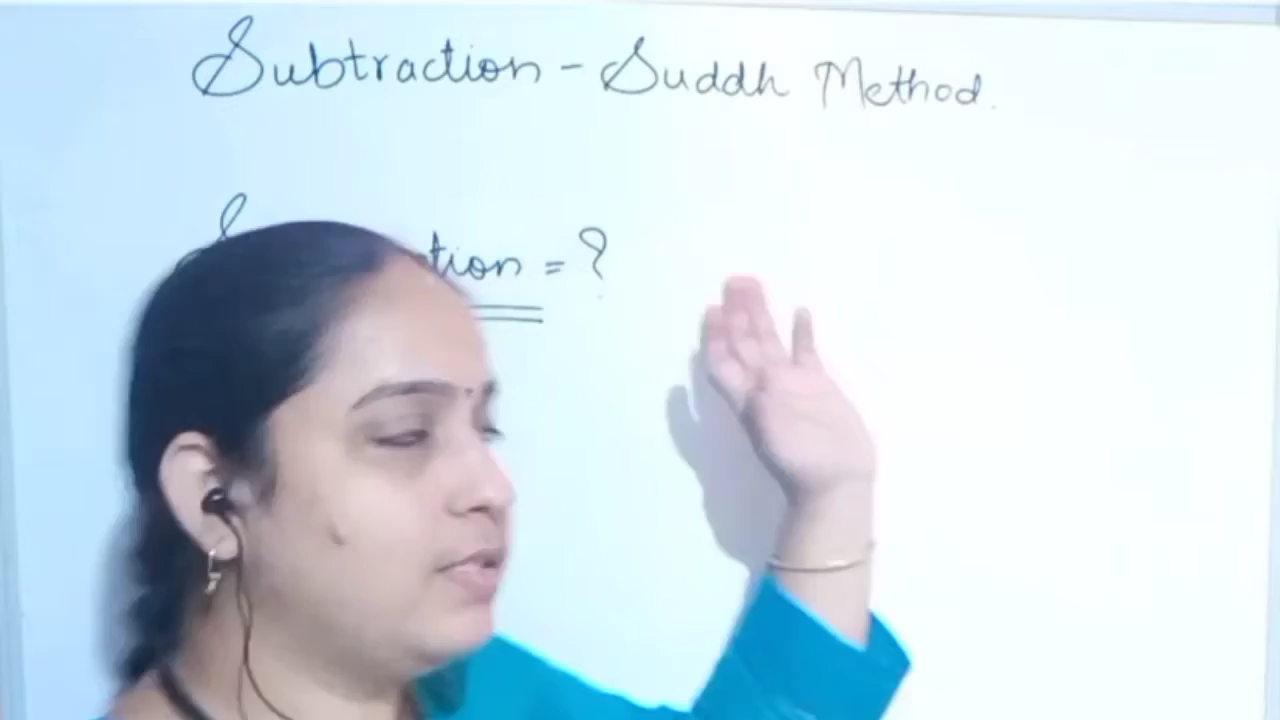 Subtraction - Suddh Method.
tion = ?